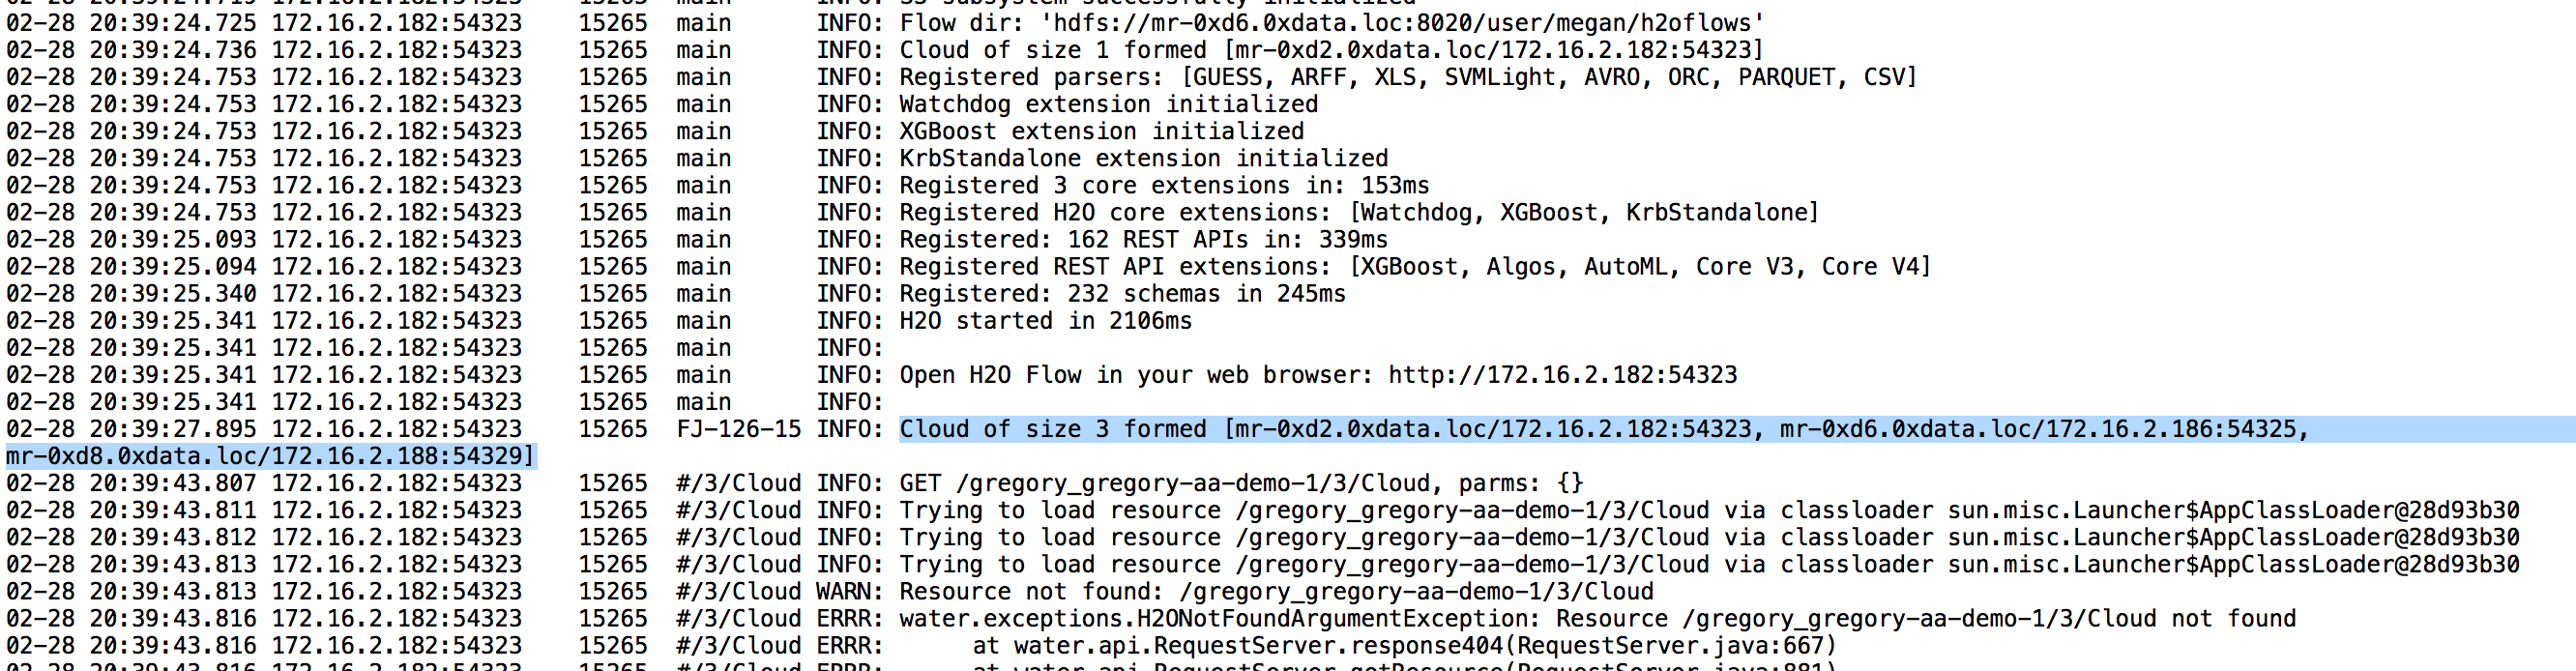 02-28 20:39:24.725 172.16.2.182:54323    15265  main      INFO: Flow dir: 'hdfs://mr-0xd6.0xdata.loc:8020/user/megan/h2oflows'
02-28 20:39:24.736 172.16.2.182:54323    15265  main      INFO: Cloud of size 1 formed [mr-0xd2.0xdata.loc/172.16.2.182:54323]
02-28 20:39:24.753 172.16.2.182:54323    15265  main      INFO: Registered parsers: [GUESS, ARFF, XLS, SVMLight, AVRO, ORC, PARQUET, CSV]
02-28 20:39:24.753 172.16.2.182:54323    15265  main      INFO: Watchdog extension initialized
02-28 20:39:24.753 172.16.2.182:54323    15265  main      INFO: XGBoost extension initialized
02-28 20:39:24.753 172.16.2.182:54323    15265  main      INFO: KrbStandalone extension initialized
02-28 20:39:24.753 172.16.2.182:54323    15265  main      INFO: Registered 3 core extensions in: 153ms
02-28 20:39:24.753 172.16.2.182:54323    15265  main      INFO: Registered H2O core extensions: [Watchdog, XGBoost, KrbStandalone]
02-28 20:39:25.093 172.16.2.182:54323    15265  main      INFO: Registered: 162 REST APIs in: 339ms
02-28 20:39:25.094 172.16.2.182:54323    15265  main      INFO: Registered REST API extensions: [XGBoost, Algos, AutoML, Core V3, Core V4]
02-28 20:39:25.340 172.16.2.182:54323    15265  main      INFO: Registered: 232 schemas in 245ms
02-28 20:39:25.341 172.16.2.182:54323    15265  main      INFO: H2O started in 2106ms
02-28 20:39:25.341 172.16.2.182:54323    15265  main      INFO:
02-28 20:39:25.341 172.16.2.182:54323    15265  main      INFO: Open H2O Flow in your web browser: http://172.16.2.182:54323
02-28 20:39:25.341 172.16.2.182:54323    15265  main      INFO:
02-28 20:39:27.895 172.16.2.182:54323    15265  FJ-126-15 INFO: Cloud of size 3 formed [mr-0xd2.0xdata.loc/172.16.2.182:54323, mr-0xd6.0xdata.loc/172.16.2.186:54325,
mr-0xd8.0xdata.loc/172.16.2.188:54329]
02-28 20:39:43.807 172.16.2.182:54323    15265  #/3/Cloud INFO: GET /gregory_gregory-aa-demo-1/3/Cloud, parms: {}
02-28 20:39:43.811 172.16.2.182:54323    15265  #/3/Cloud INFO: Trying to load resource /gregory_gregory-aa-demo-1/3/Cloud via classloader sun.misc.Launcher$AppClassLoader@28d93b30
02-28 20:39:43.812 172.16.2.182:54323    15265  #/3/Cloud INFO: Trying to load resource /gregory_gregory-aa-demo-1/3/Cloud via classloader sun.misc.Launcher$AppClassLoader@28d93b30
02-28 20:39:43.813 172.16.2.182:54323    15265  #/3/Cloud INFO: Trying to load resource /gregory_gregory-aa-demo-1/3/Cloud via classloader sun.misc.Launcher$AppClassLoader@28d93b30
02-28 20:39:43.813 172.16.2.182:54323    15265  #/3/Cloud WARN: Resource not found: /gregory_gregory-aa-demo-1/3/Cloud
02-28 20:39:43.816 172.16.2.182:54323    15265  #/3/Cloud ERRR: water.exceptions.H2ONotFoundArgumentException: Resource /gregory_gregory-aa-demo-1/3/Cloud not found
02-28 20:39:43.816 172.16.2.182:54323    15265  #/3/Cloud ERRR:      at water.api.RequestServer.response404(RequestServer.java:667)